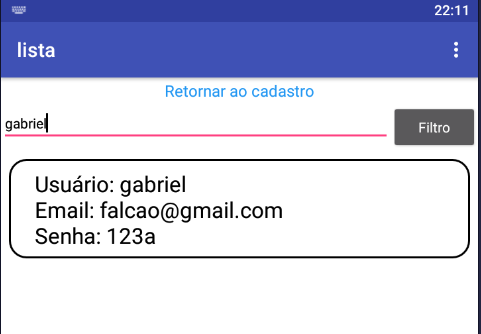 22:11
lista
Retornar ao cadastro
gabriel
Filtro
Usuário: gabriel
Email: falcao@gmail.com
Senha: 123a